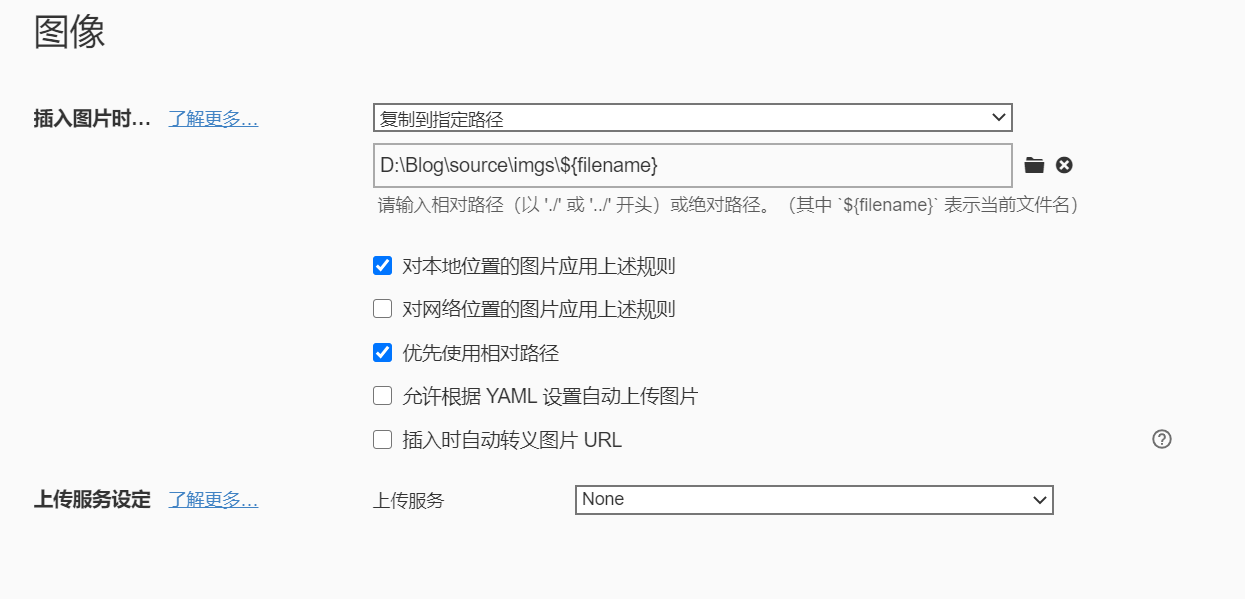 图像
插入图片时... 了解更多... 复制到指定路径
D:\Blog\source\imgs\${filename}
请输入相对路径（以 './' 或 '../' 开头）或绝对路径。（其中 `${filename}` 表示当前文件名）
对本地位置的图片应用上述规则
对网络位置的图片应用上述规则
优先使用相对路径
允许根据 YAML 设置自动上传图片
插入时自动转义图片 URL
上传服务设定 了解更多... 上传服务 None